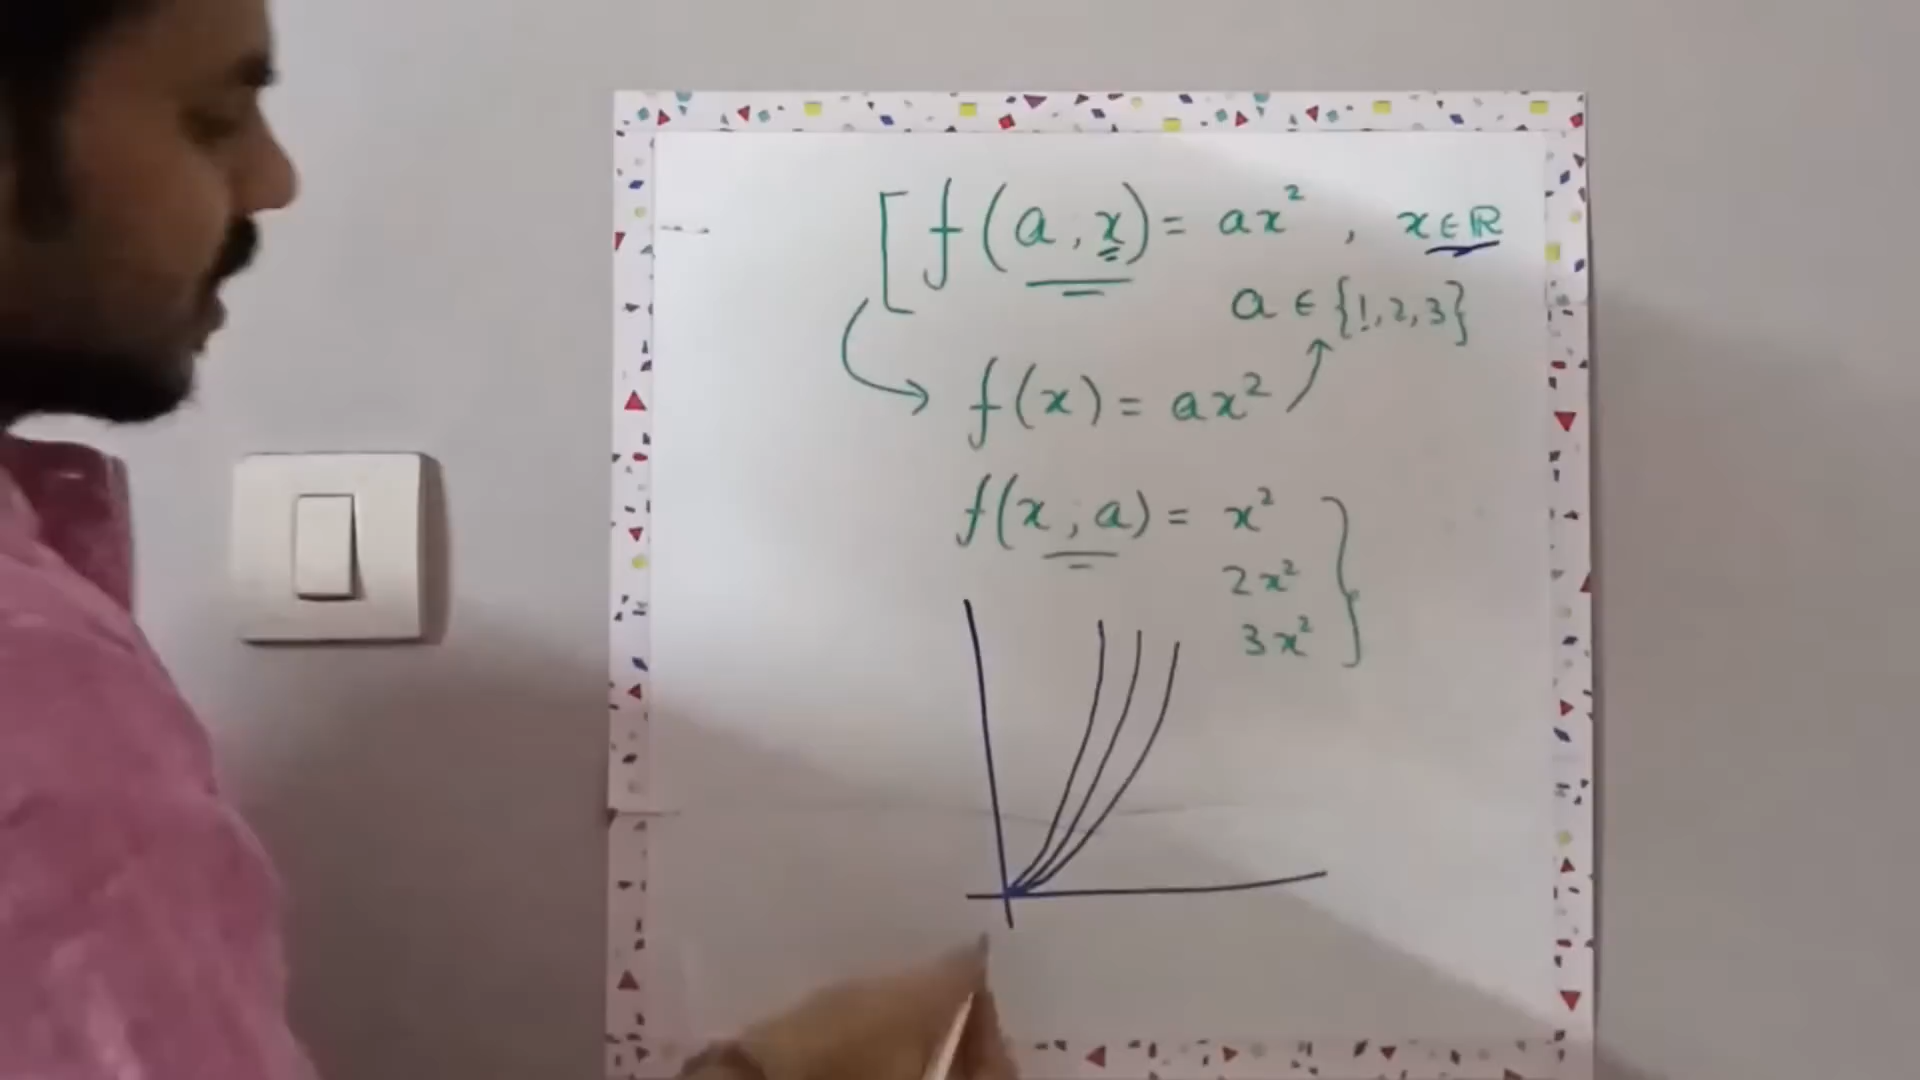 [ f(a, x) = ax², x∈ℝ
a ∈ {1,2,3}
f(x) = ax²
f(x, a) = x²
2x²
3x²